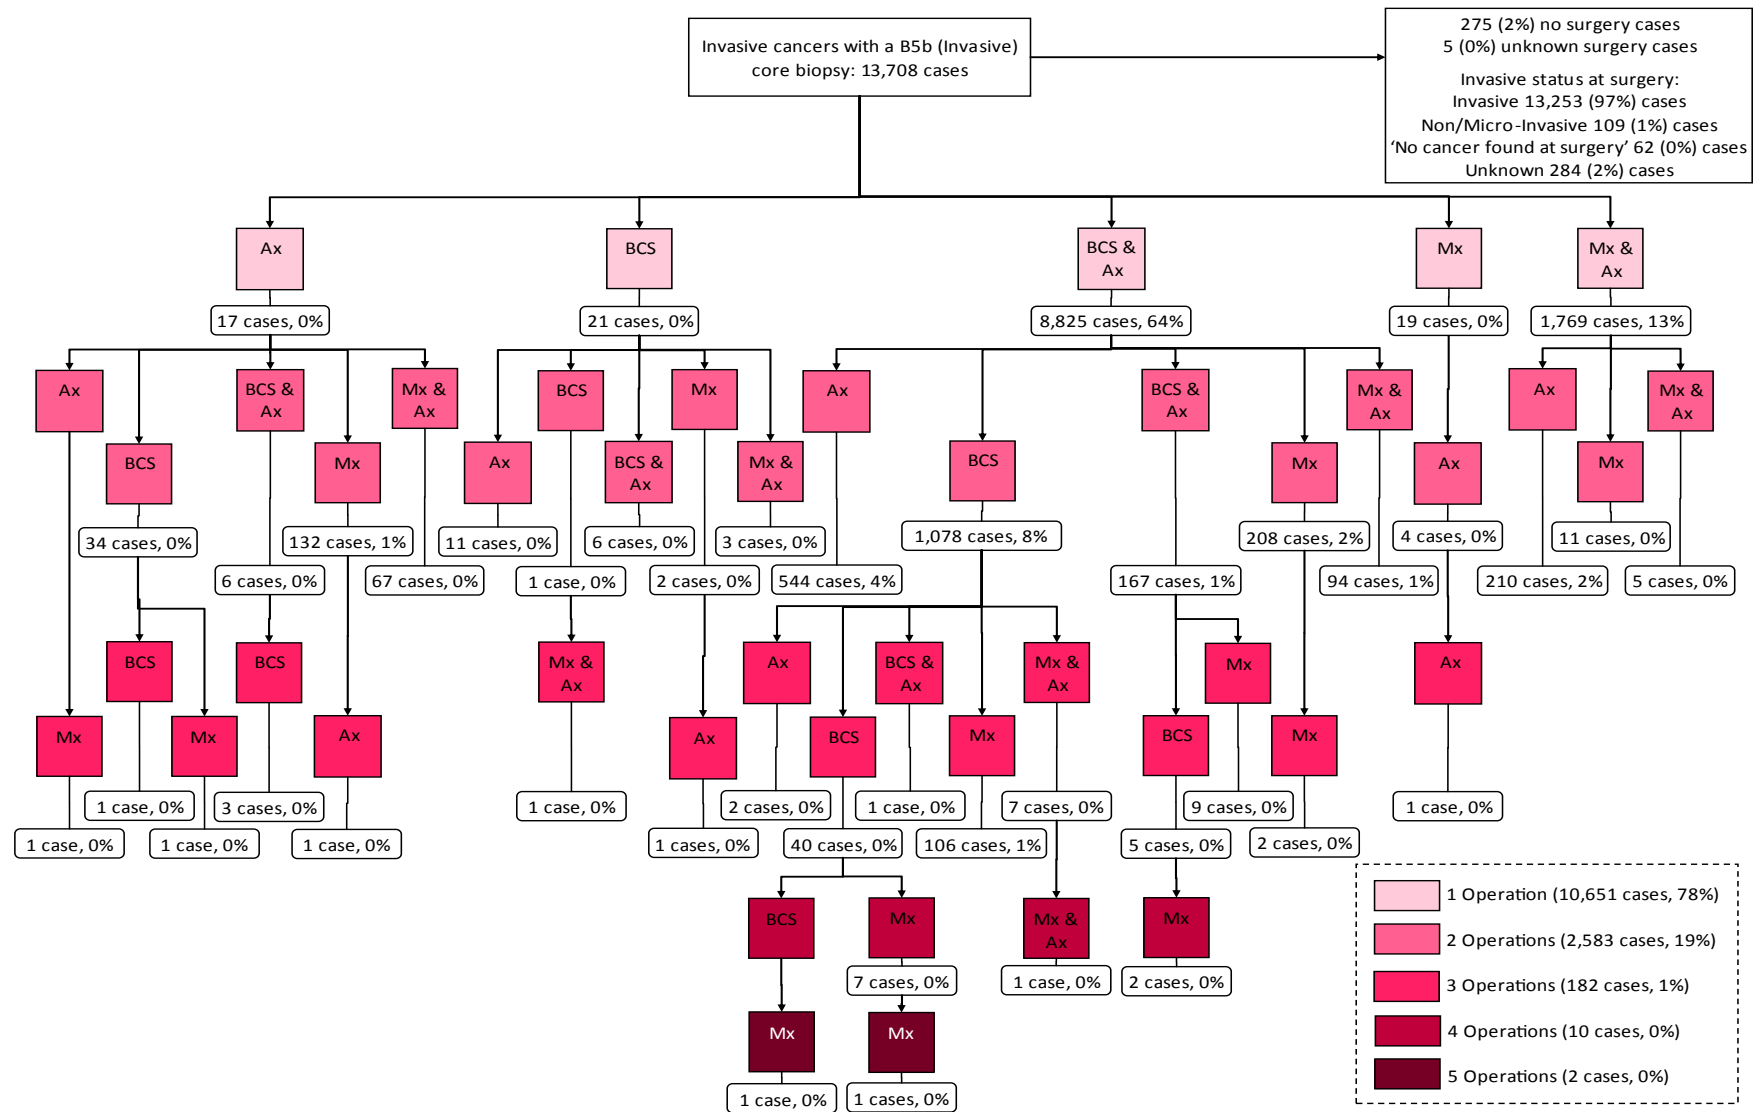 Invasive cancers with a B5b (Invasive)
core biopsy: 13,708 cases
275 (2%) no surgery cases
5 (0%) unknown surgery cases
Invasive status at surgery:
Invasive 13,253 (97%) cases
Non/Micro-Invasive 109 (1%) cases
‘No cancer found at surgery’ 62 (0%) cases
Unknown 284 (2%) cases
Ax
BCS
BCS &
Ax
Mx
Mx &
Ax
17 cases, 0%
21 cases, 0%
8,825 cases, 64%
19 cases, 0%
1,769 cases, 13%
Ax
BCS &
Ax
Mx &
Ax
BCS
Mx
Ax
BCS &
Ax
Mx &
Ax
Ax
Mx &
Ax
BCS
Mx
Ax
BCS &
Ax
Mx &
Ax
BCS
Mx
Ax
Mx
34 cases, 0%
132 cases, 1%
11 cases, 0%
6 cases, 0%
3 cases, 0%
1,078 cases, 8%
208 cases, 2%
4 cases, 0%
11 cases, 0%
6 cases, 0%
67 cases, 0%
1 case, 0%
2 cases, 0%
544 cases, 4%
167 cases, 1%
94 cases, 1%
210 cases, 2%
5 cases, 0%
BCS
BCS
Mx &
Ax
Ax
BCS &
Ax
Mx &
Ax
Mx
Ax
Mx
Mx
Ax
Ax
BCS
Mx
BCS
Mx
1 case, 0%
3 cases, 0%
1 case, 0%
2 cases, 0%
1 case, 0%
7 cases, 0%
9 cases, 0%
1 case, 0%
1 case, 0%
1 case, 0%
1 case, 0%
1 cases, 0%
40 cases, 0%
106 cases, 1%
5 cases, 0%
2 cases, 0%
BCS
Mx
Mx &
Ax
Mx
7 cases, 0%
1 case, 0%
2 cases, 0%
Mx
Mx
1 case, 0%
1 cases, 0%
1 Operation (10,651 cases, 78%)
2 Operations (2,583 cases, 19%)
3 Operations (182 cases, 1%)
4 Operations (10 cases, 0%)
5 Operations (2 cases, 0%)